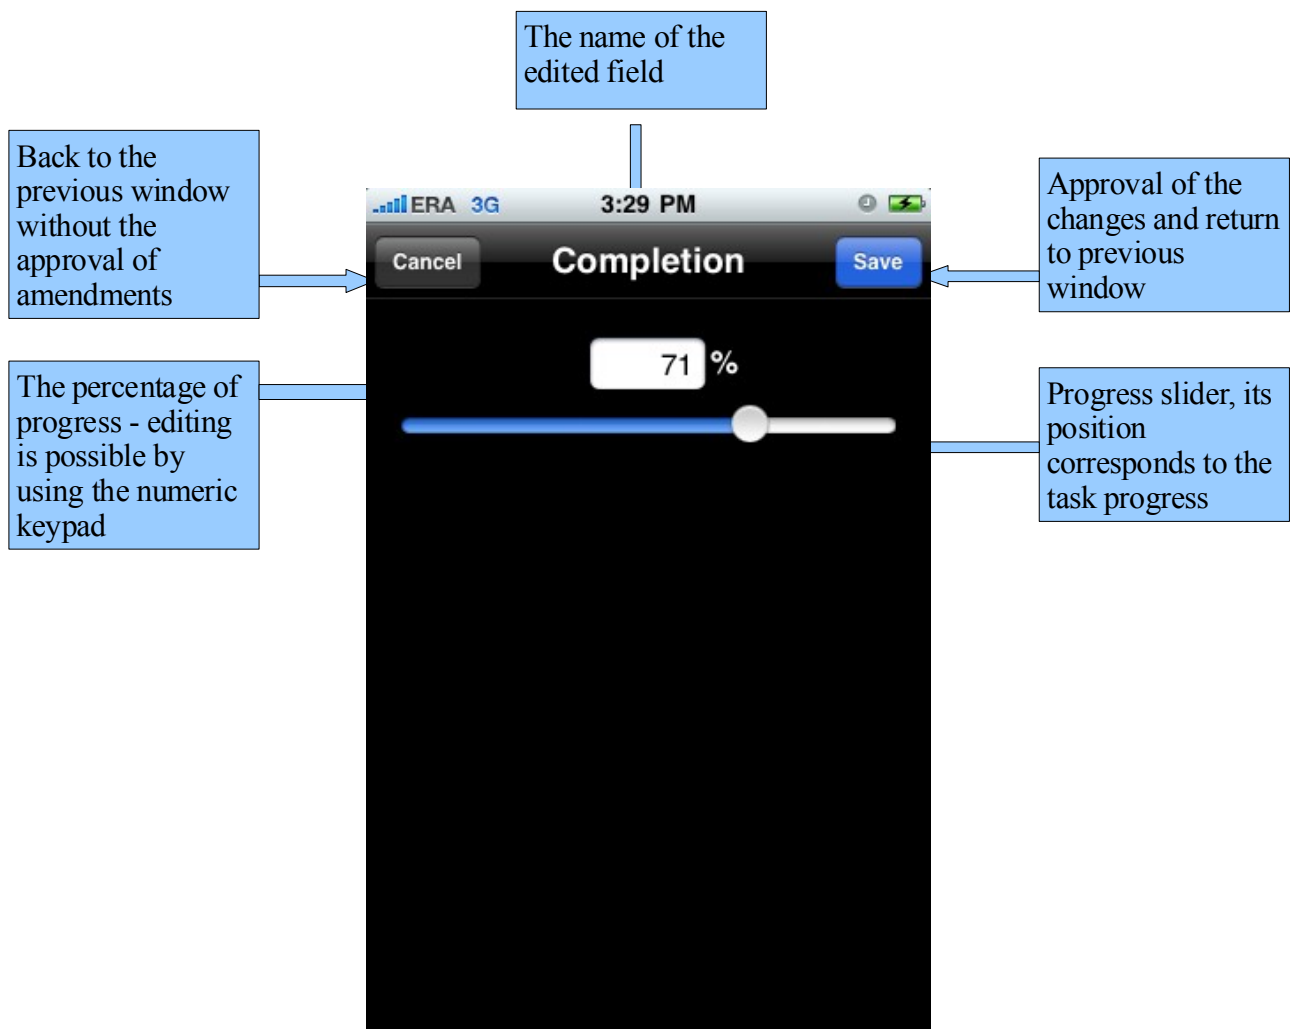 The name of the
edited field
Back to the
previous window
without the
approval of
amendments
ERA 3G 3:29 PM
Cancel Completion Save
Approval of the
changes and return
to previous
window
71 %
The percentage of
progress - editing
is possible by
using the numeric
keypad
Progress slider, its
position
corresponds to the
task progress